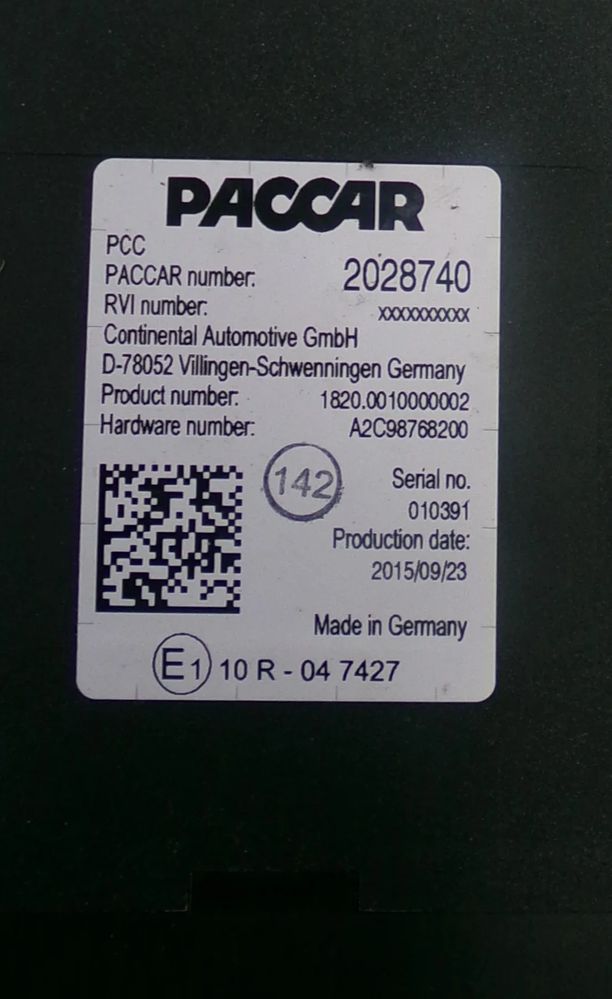 PACCAR
PCC
PACCAR number: 2028740
RVI number: xxxxxxxxxx
Continental Automotive GmbH
D-78052 Villingen-Schwenningen Germany
Product number: 1820.0010000002
Hardware number: A2C98768200
142
Serial no.
010391
Production date:
2015/09/23
Made in Germany
E1 10 R - 04 7427